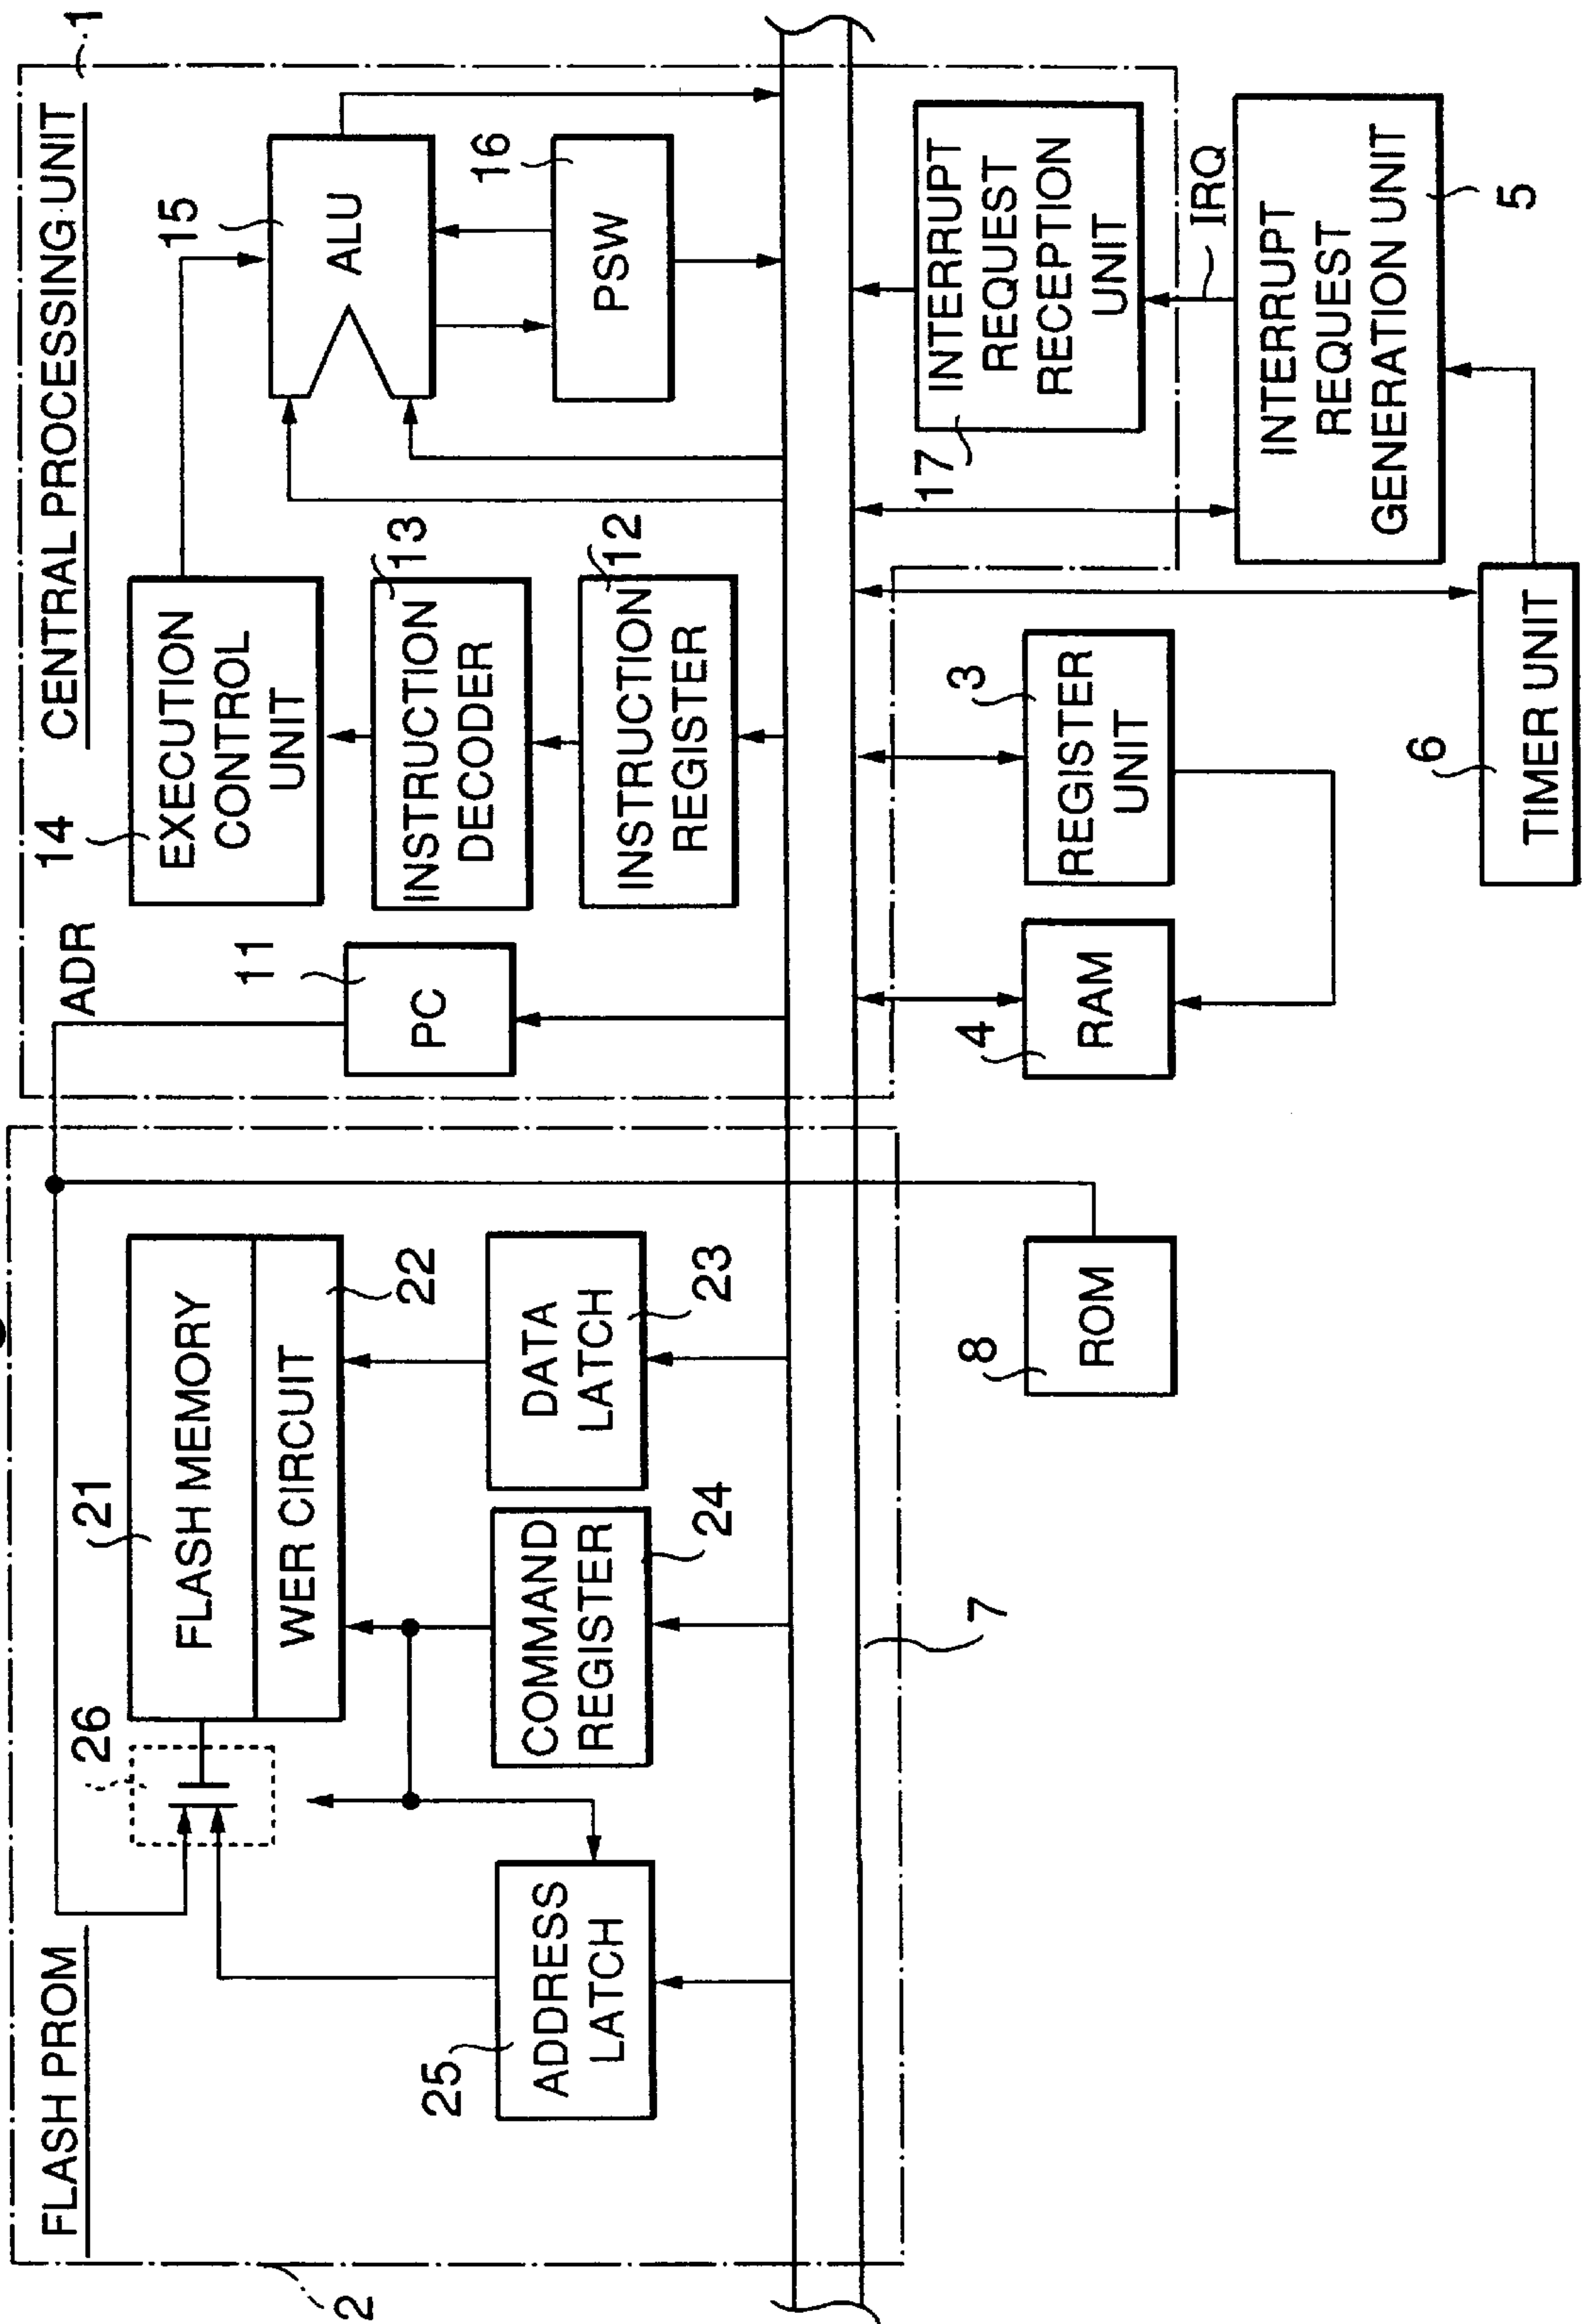 FLASH PROM
2
26
21
FLASH MEMORY
WER CIRCUIT
22
25
ADDRESS
LATCH
COMMAND
REGISTER
24
DATA
LATCH
23
ADR
CENTRAL PROCESSING UNIT
1
11
PC
14
EXECUTION
CONTROL
UNIT
INSTRUCTION
DECODER
13
INSTRUCTION
REGISTER
12
15
ALU
16
PSW
7
8
ROM
4
RAM
3
REGISTER
UNIT
17
INTERRUPT
REQUEST
RECEPTION
UNIT
IRQ
INTERRUPT
REQUEST
GENERATION UNIT
5
6
TIMER UNIT